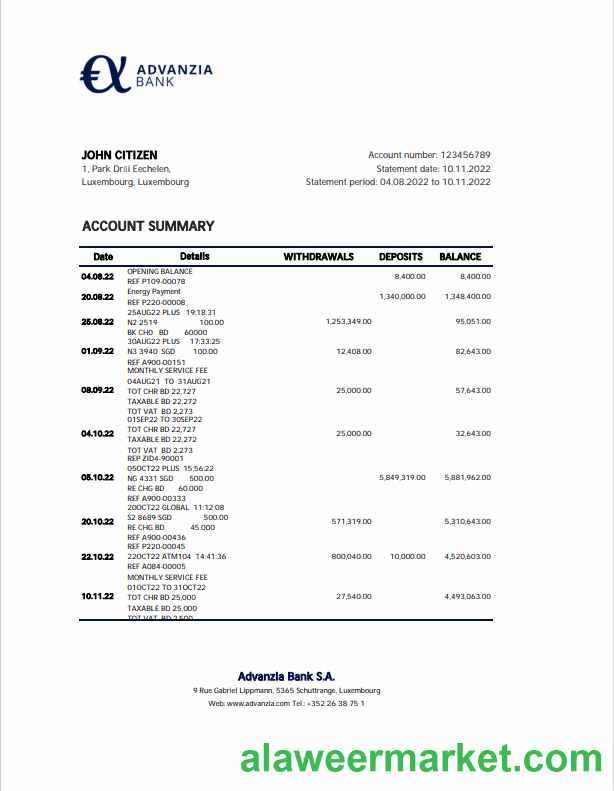 €α ADVANZIA
BANK
JOHN CITIZEN
1, Park Drăi Eechelen,
Luxembourg, Luxembourg
Account number: 123456789
Statement date: 10.11.2022
Statement period: 04.08.2022 to 10.11.2022
ACCOUNT SUMMARY
Date Details WITHDRAWALS DEPOSITS BALANCE
04.08.22 OPENING BALANCE 8,400.00 8,400.00
REF P109-00078
20.08.22 Energy Payment 1,340,000.00 1,348,400.00
REF P220-00008
25AUG22 PLUS 19:18:31
25.08.22 N2 2519 100.00 1,253,349.00 95,051.00
BK CH0 BD 60000
30AUG22 PLUS 17:33:25
01.09.22 N3 3940 SGD 100.00 12,408.00 82,643.00
REF A900-00151
MONTHLY SERVICE FEE
04AUG21 TO 31AUG21
08.09.22 TOT CHR BD 22,727 25,000.00 57,643.00
TAXABLE BD 22,272
TOT VAT BD 2,273
01SEP22 TO 30SEP22
TOT CHR BD 22,727
04.10.22 25,000.00 32,643.00
TAXABLE BD 22,272
TOT VAT BD 2,273
REP ZID4-90001
05OCT22 PLUS 15:56:22
05.10.22 NG 4331 SGD 500.00 5,849,319.00 5,881,962.00
RE CHG BD 60.000
REF A900-00333
20OCT22 GLOBAL 11:12:08
S2 8689 SGD 500.00
20.10.22 571,319.00 5,310,643.00
RE CHG BD 45.000
REF A900-00436
REF P220-00045
22.10.22 22OCT22 ATM104 14:41:36 800,040.00 10,000.00 4,520,603.00
REF A084-00005
MONTHLY SERVICE FEE
01OCT22 TO 31OCT22
10.11.22 TOT CHR BD 25,000 27,540.00 4,493,063.00
TAXABLE BD 25,000
TOT VAT BD 2,500
Advanzia Bank S.A.
9 Rue Gabriel Lippmann, 5365 Schuttrange, Luxembourg
Web: www.advanzia.com Tel.: +352 26 38 75 1
alaweermarket.com